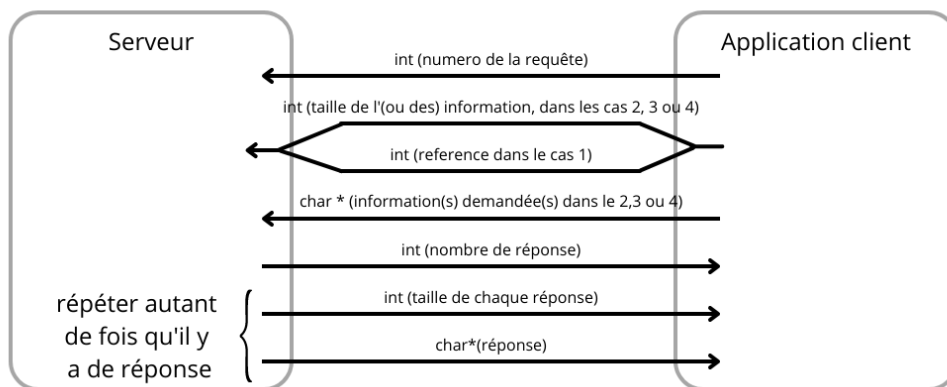 Serveur
Application client
int (numero de la requête)
int (taille de l'(ou des) information, dans les cas 2, 3 ou 4)
int (reference dans le cas 1)
char * (information(s) demandée(s) dans le 2,3 ou 4)
int (nombre de réponse)
int (taille de chaque réponse)
char*(réponse)
répéter autant
de fois qu'il y
a de réponse